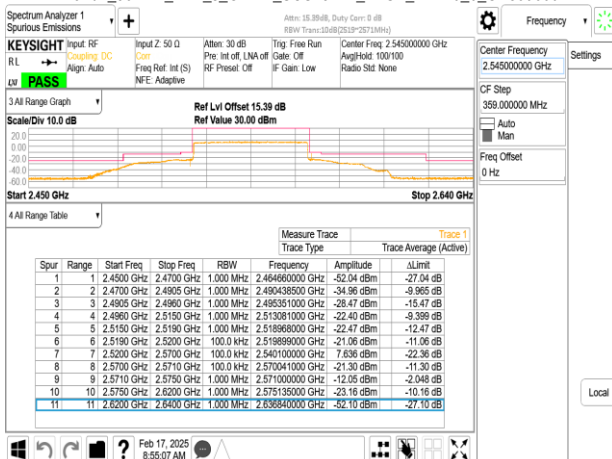 Spectrum Analyzer 1
Spurious Emissions
Attn: 15.39dB, Duty Corr: 0 dB
RBW Trans:10dB(2519~2571MHz)
Frequency
KEYSIGHT Input: RF Input Z: 50 Ω Atten: 30 dB Trig: Free Run Center Freq: 2.545000000 GHz
RL Coupling: DC Corr Pre: Int off, LNA off Gate: Off Avg|Hold: 100/100
Align: Auto Freq Ref: Int (S) RF Presel: Off IF Gain: Low Radio Std: None
PASS NFE: Adaptive
Center Frequency
2.545000000 GHz
Settings
CF Step
359.000000 MHz
Auto
Man
Freq Offset
0 Hz
Local
3 All Range Graph
Ref Lvl Offset 15.39 dB
Scale/Div 10.0 dB Ref Value 30.00 dBm
20.0
0.00
-20.0
-40.0
-60.0
Start 2.450 GHz Stop 2.640 GHz
4 All Range Table
Measure Trace Trace 1
Trace Type Trace Average (Active)
Spur Range Start Freq Stop Freq RBW Frequency Amplitude ΔLimit
1 1 2.4500 GHz 2.4700 GHz 1.000 MHz 2.464660000 GHz -52.04 dBm -27.04 dB
2 2 2.4700 GHz 2.4905 GHz 1.000 MHz 2.490438500 GHz -34.96 dBm -9.965 dB
3 3 2.4905 GHz 2.4960 GHz 1.000 MHz 2.495351000 GHz -28.47 dBm -15.47 dB
4 4 2.4960 GHz 2.5150 GHz 1.000 MHz 2.513081000 GHz -22.40 dBm -9.399 dB
5 5 2.5150 GHz 2.5190 GHz 1.000 MHz 2.518968000 GHz -22.47 dBm -12.47 dB
6 6 2.5190 GHz 2.5200 GHz 100.0 kHz 2.519899000 GHz -21.06 dBm -11.06 dB
7 7 2.5200 GHz 2.5700 GHz 100.0 kHz 2.540100000 GHz 7.636 dBm -22.36 dB
8 8 2.5700 GHz 2.5710 GHz 100.0 kHz 2.570041000 GHz -21.30 dBm -11.30 dB
9 9 2.5710 GHz 2.5750 GHz 1.000 MHz 2.571000000 GHz -12.05 dBm -2.048 dB
10 10 2.5750 GHz 2.6200 GHz 1.000 MHz 2.575135000 GHz -23.16 dBm -10.16 dB
11 11 2.6200 GHz 2.6400 GHz 1.000 MHz 2.636840000 GHz -52.10 dBm -27.10 dB
Feb 17, 2025
8:55:07 AM